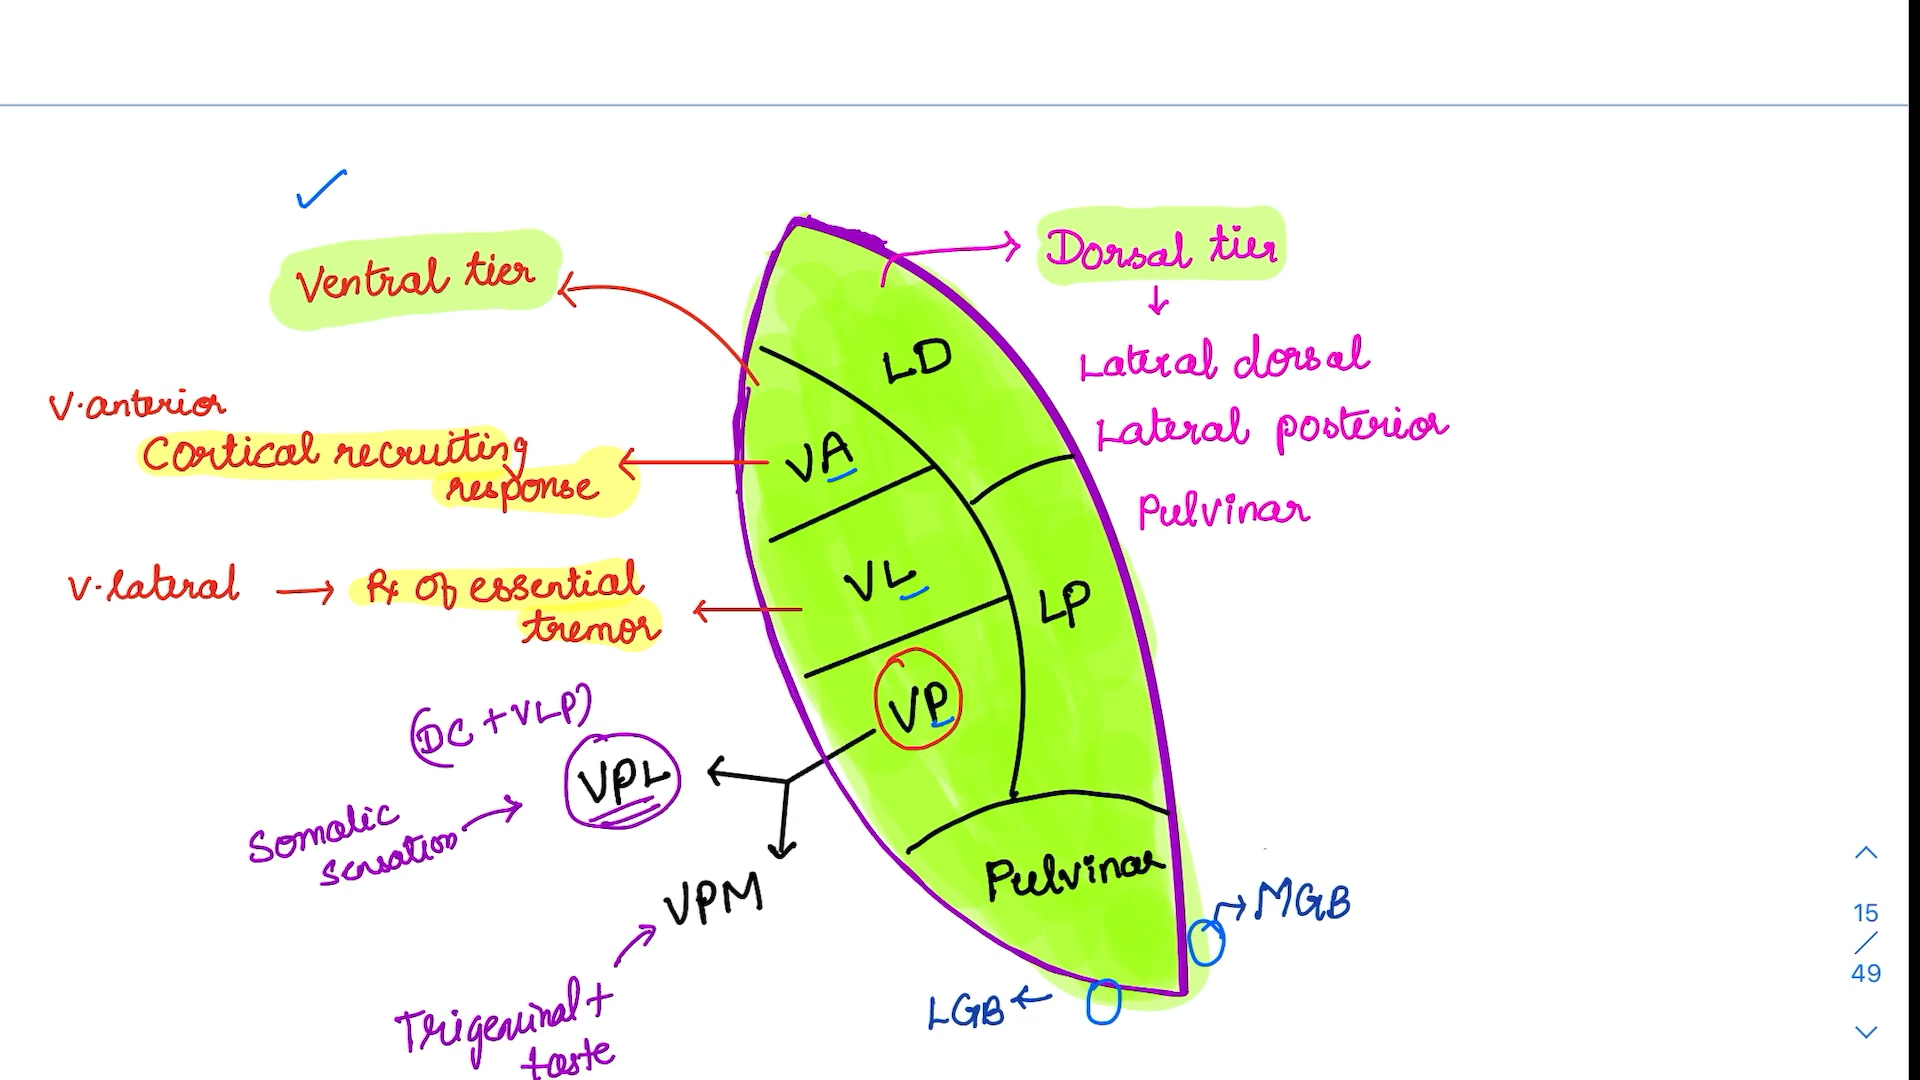 Ventral tier
Dorsal tier
Lateral dorsal
Lateral posterior
Pulvinar
V.anterior
Cortical recruiting
response
V.lateral → Rx of essential
tremor
LD
VA
VL
LP
VP
Pulvinar
(DC + VLP)
VPL
Somatic
sensation
VPM
Trigeminal +
taste
MGB
LGB
15
/
49